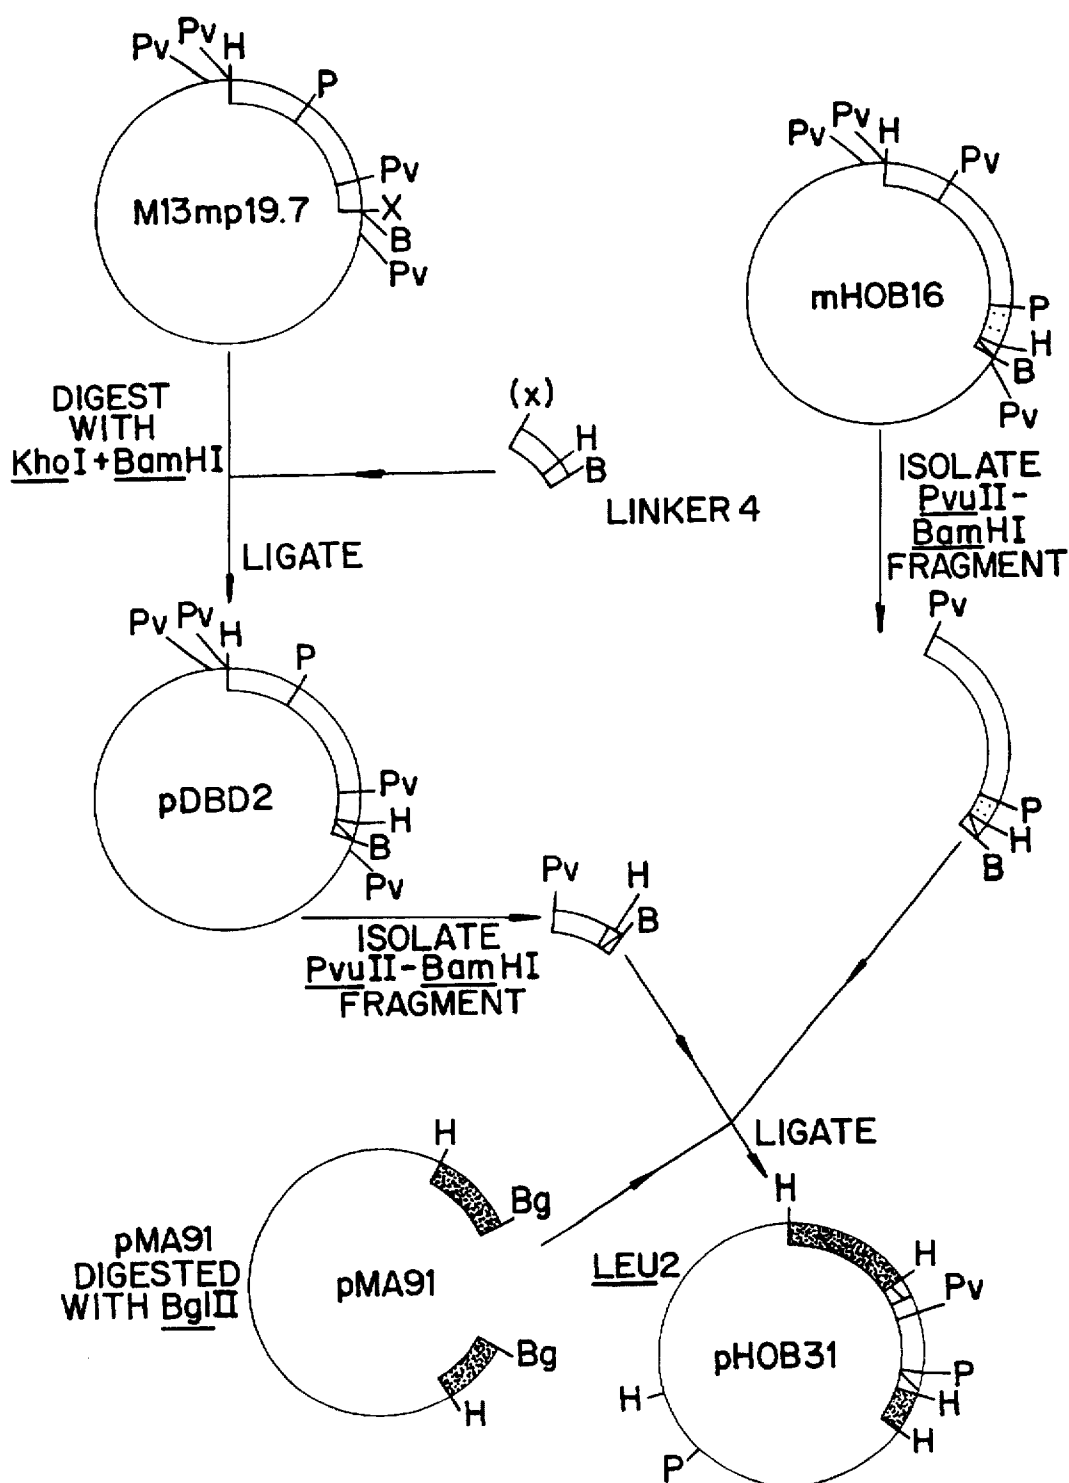 Pv Pv H
P
Pv
M13mp19.7
X
B
Pv
Pv Pv H
Pv
mHOB16
P
H
B
Pv
DIGEST
WITH
KhoI+BamHI
(x)
H
B
LINKER 4
ISOLATE
PvuII-
BamHI
FRAGMENT
LIGATE
Pv Pv H
P
pDBD2
Pv
H
B
Pv
Pv
P
H
B
ISOLATE
PvuII-BamHI
FRAGMENT
Pv
H
B
LIGATE
H
Bg
pMA91
DIGESTED
WITH BglII
pMA91
Bg
H
LEU2
H
H
Pv
pHOB31
P
H
H
H
P